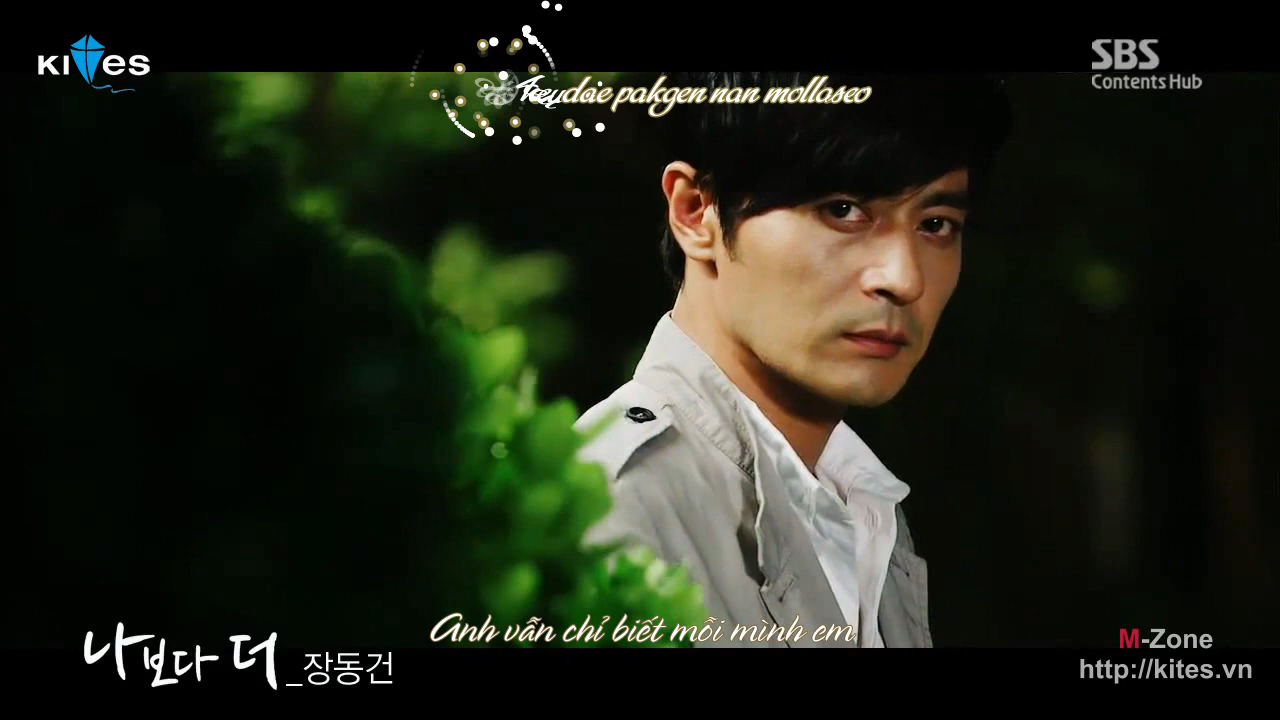 KITES
SBS
Contents Hub
pakgen nan mollaseo
Anh vẫn chỉ biết mỗi mình em
나보다 더 _장동건
M-Zone
http://kites.vn